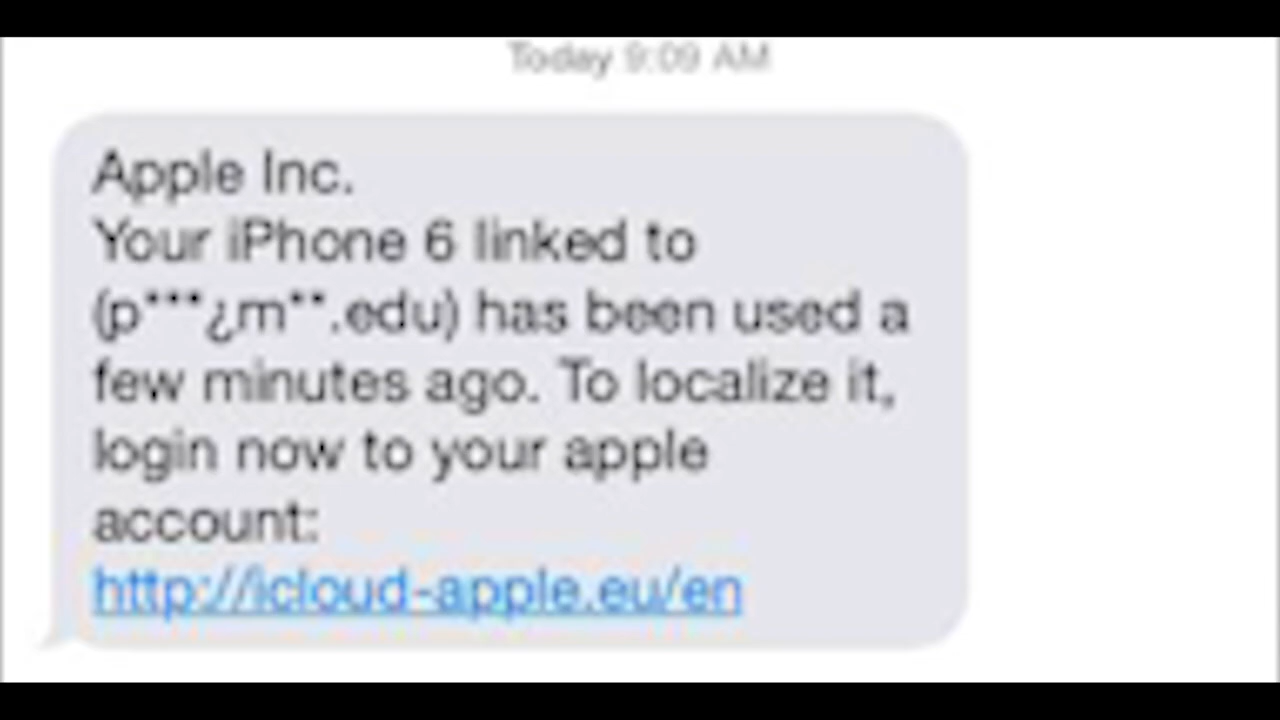 Today 9:09 AM
Apple Inc.
Your iPhone 6 linked to
(p***¿m**.edu) has been used a
few minutes ago. To localize it,
login now to your apple
account:
http://icloud-apple.eu/en